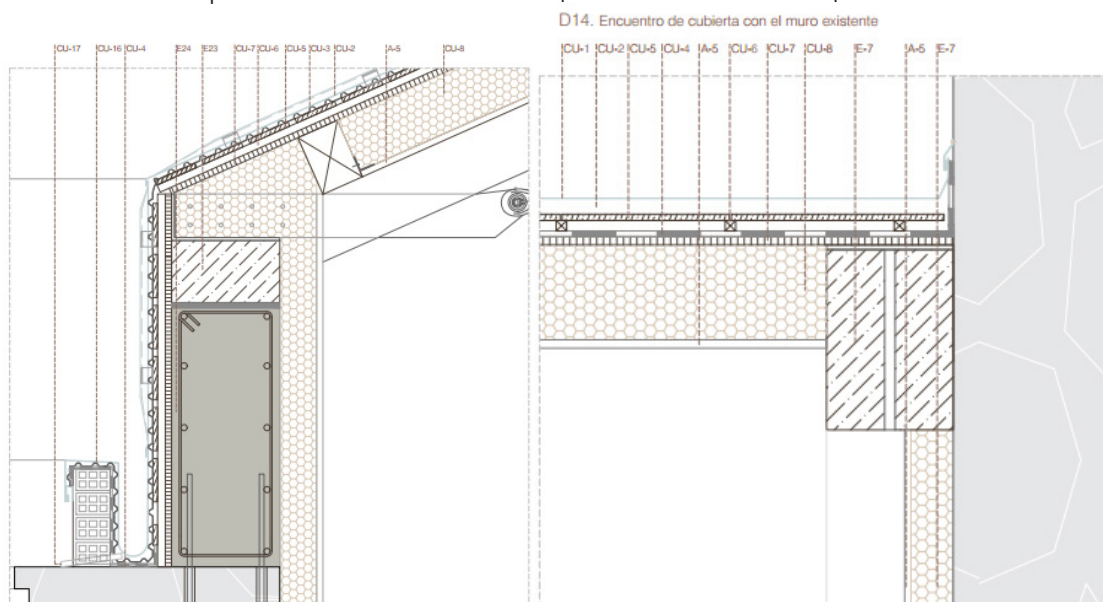 D14. Encuentro de cubierta con el muro existente
CU-17 CU-16 CU-4 E24 E23 CU-7 CU-6 CU-5 CU-3 CU-2 A-5 CU-8
CU-1 CU-2 CU-5 CU-4 A-5 CU-6 CU-7 CU-8 E-7 A-5 E-7